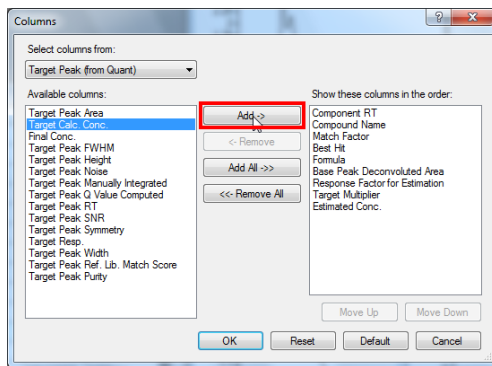 Columns
Select columns from:
Target Peak (from Quant)
Available columns:
Show these columns in the order:
Target Peak Area
Target Calc. Conc.
Final Conc.
Target Peak FWHM
Target Peak Height
Target Peak Noise
Target Peak Manually Integrated
Target Peak Q Value Computed
Target Peak RT
Target Peak SNR
Target Peak Symmetry
Target Resp.
Target Peak Width
Target Peak Ref. Lib. Match Score
Target Peak Purity
Add ->
<- Remove
Add All ->>
<<- Remove All
Component RT
Compound Name
Match Factor
Best Hit
Formula
Base Peak Deconvoluted Area
Response Factor for Estimation
Target Multiplier
Estimated Conc.
Move Up
Move Down
OK
Reset
Default
Cancel